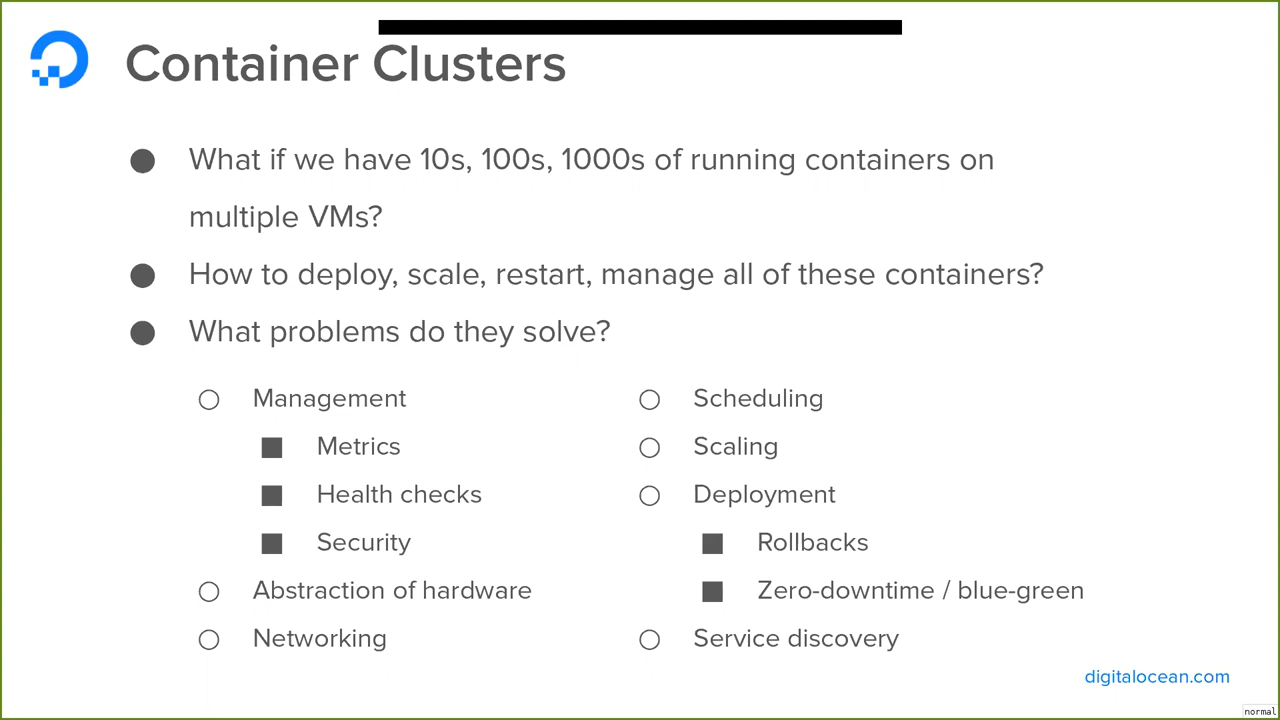 Container Clusters
What if we have 10s, 100s, 1000s of running containers on
multiple VMs?
How to deploy, scale, restart, manage all of these containers?
What problems do they solve?
Management
Metrics
Health checks
Security
Abstraction of hardware
Networking
Scheduling
Scaling
Deployment
Rollbacks
Zero-downtime / blue-green
Service discovery
digitalocean.com
normal